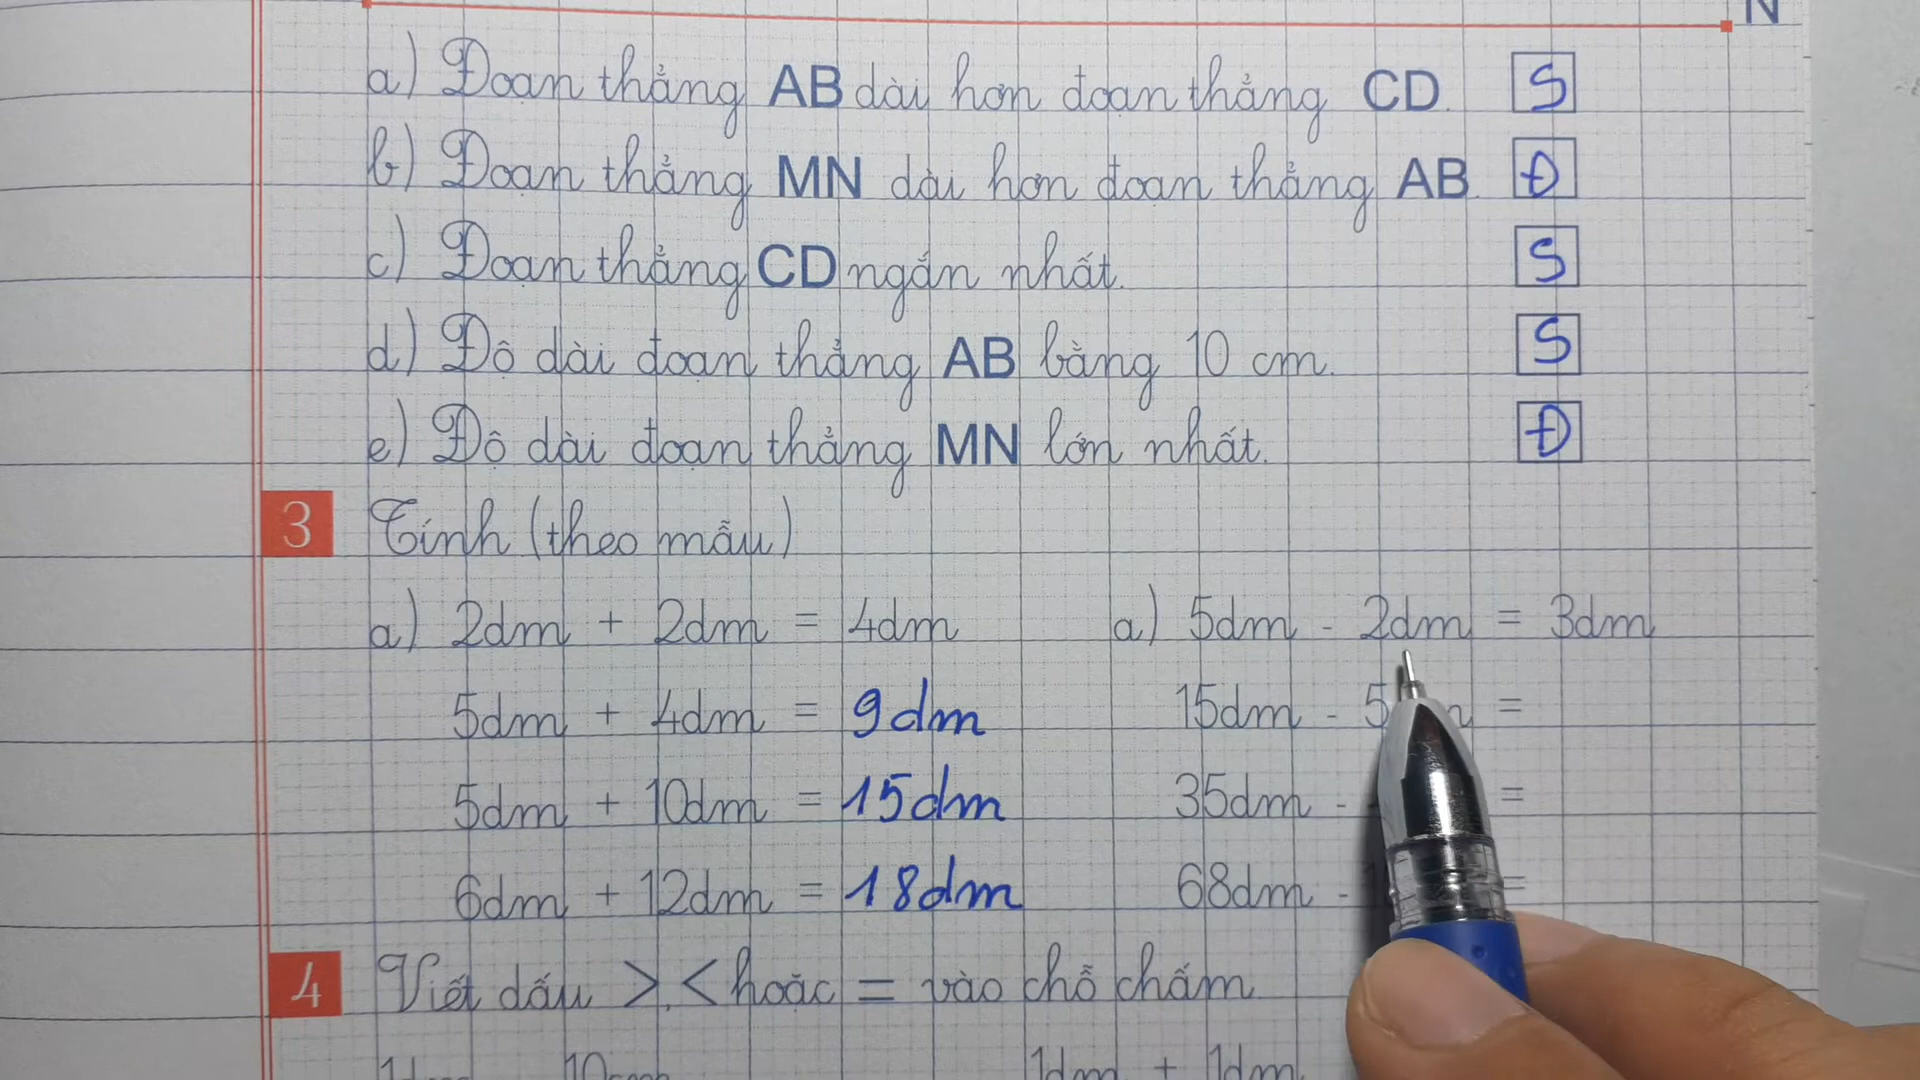 N
a) Đoạn thẳng AB dài hơn đoạn thẳng CD. S
b) Đoạn thẳng MN dài hơn đoạn thẳng AB. Đ
c) Đoạn thẳng CD ngắn nhất. S
d) Độ dài đoạn thẳng AB bằng 10 cm. S
e) Độ dài đoạn thẳng MN lớn nhất. Đ
3 Tính (theo mẫu)
a) 2dm + 2dm = 4dm
5dm + 4dm = 9dm
5dm + 10dm = 15dm
6dm + 12dm = 18dm
a) 5dm - 2dm = 3dm
15dm - 5 =
35dm - =
68dm - =
4 Viết dấu >, < hoặc = vào chỗ chấm
1dm + 1dm